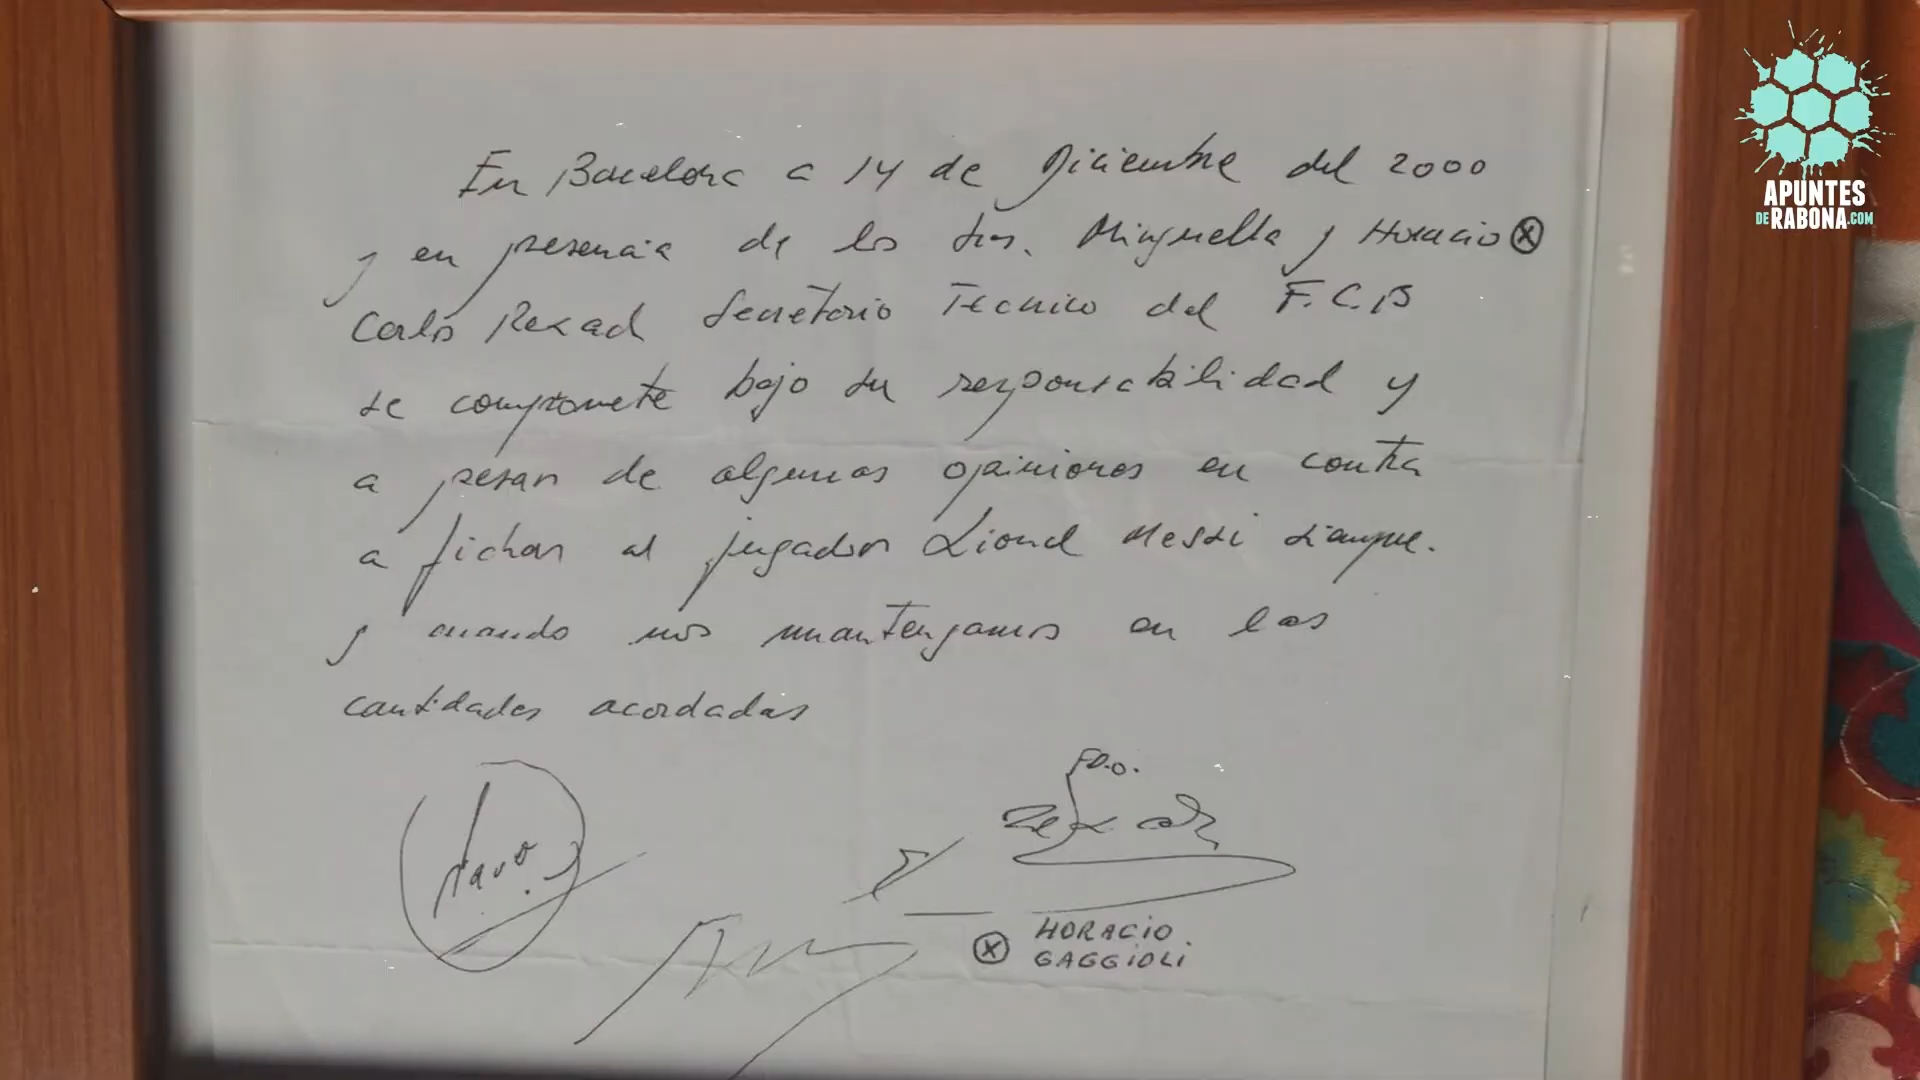 En Barcelona a 14 de Diciembre del 2000
y en presencia de los Srs. Minguella y Horacio ⓧ
Carlos Rexach Secretario Tecnico del F.C.B
se compromete bajo su responsabilidad y
a pesar de algunas opiniones en contra
a fichar al jugador Lionel Messi siempre.
y cuando nos mantengamos en las
cantidades acordadas
FDO.
ⓧ HORACIO
GAGGIOLI
APUNTES
DE RABONA.COM